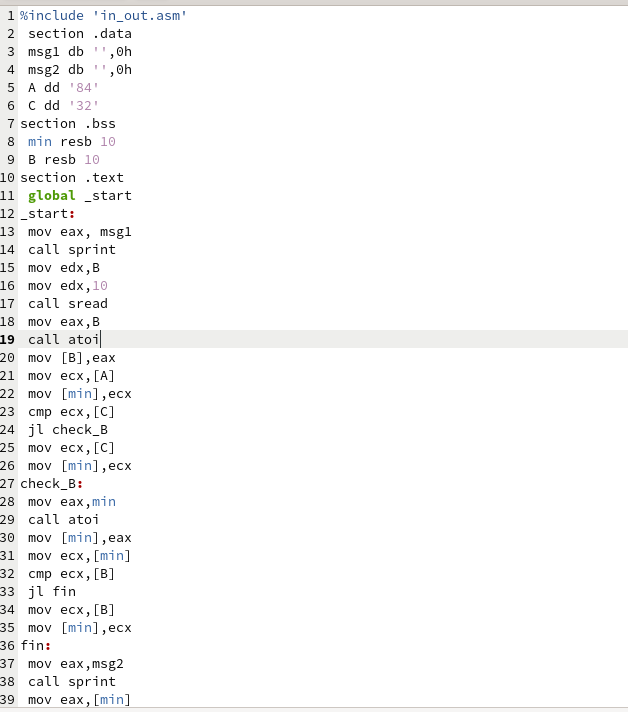 1 %include 'in_out.asm'
2 section .data
3 msg1 db '',0h
4 msg2 db '',0h
5 A dd '84'
6 C dd '32'
7 section .bss
8 min resb 10
9 B resb 10
10 section .text
11 global _start
12 _start:
13 mov eax, msg1
14 call sprint
15 mov edx,B
16 mov edx,10
17 call sread
18 mov eax,B
19 call atoi
20 mov [B],eax
21 mov ecx,[A]
22 mov [min],ecx
23 cmp ecx,[C]
24 jl check_B
25 mov ecx,[C]
26 mov [min],ecx
27 check_B:
28 mov eax,min
29 call atoi
30 mov [min],eax
31 mov ecx,[min]
32 cmp ecx,[B]
33 jl fin
34 mov ecx,[B]
35 mov [min],ecx
36 fin:
37 mov eax,msg2
38 call sprint
39 mov eax,[min]